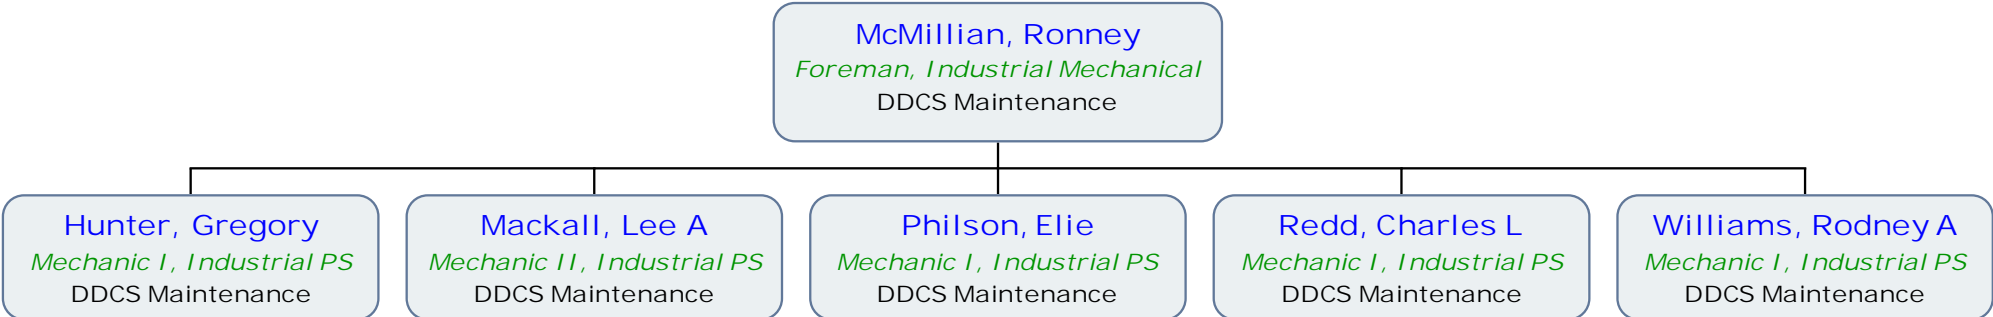 McMillian, Ronney
Foreman, Industrial Mechanical
DDCS Maintenance
Hunter, Gregory
Mechanic I, Industrial PS
DDCS Maintenance
Mackall, Lee A
Mechanic II, Industrial PS
DDCS Maintenance
Philson, Elie
Mechanic I, Industrial PS
DDCS Maintenance
Redd, Charles L
Mechanic I, Industrial PS
DDCS Maintenance
Williams, Rodney A
Mechanic I, Industrial PS
DDCS Maintenance